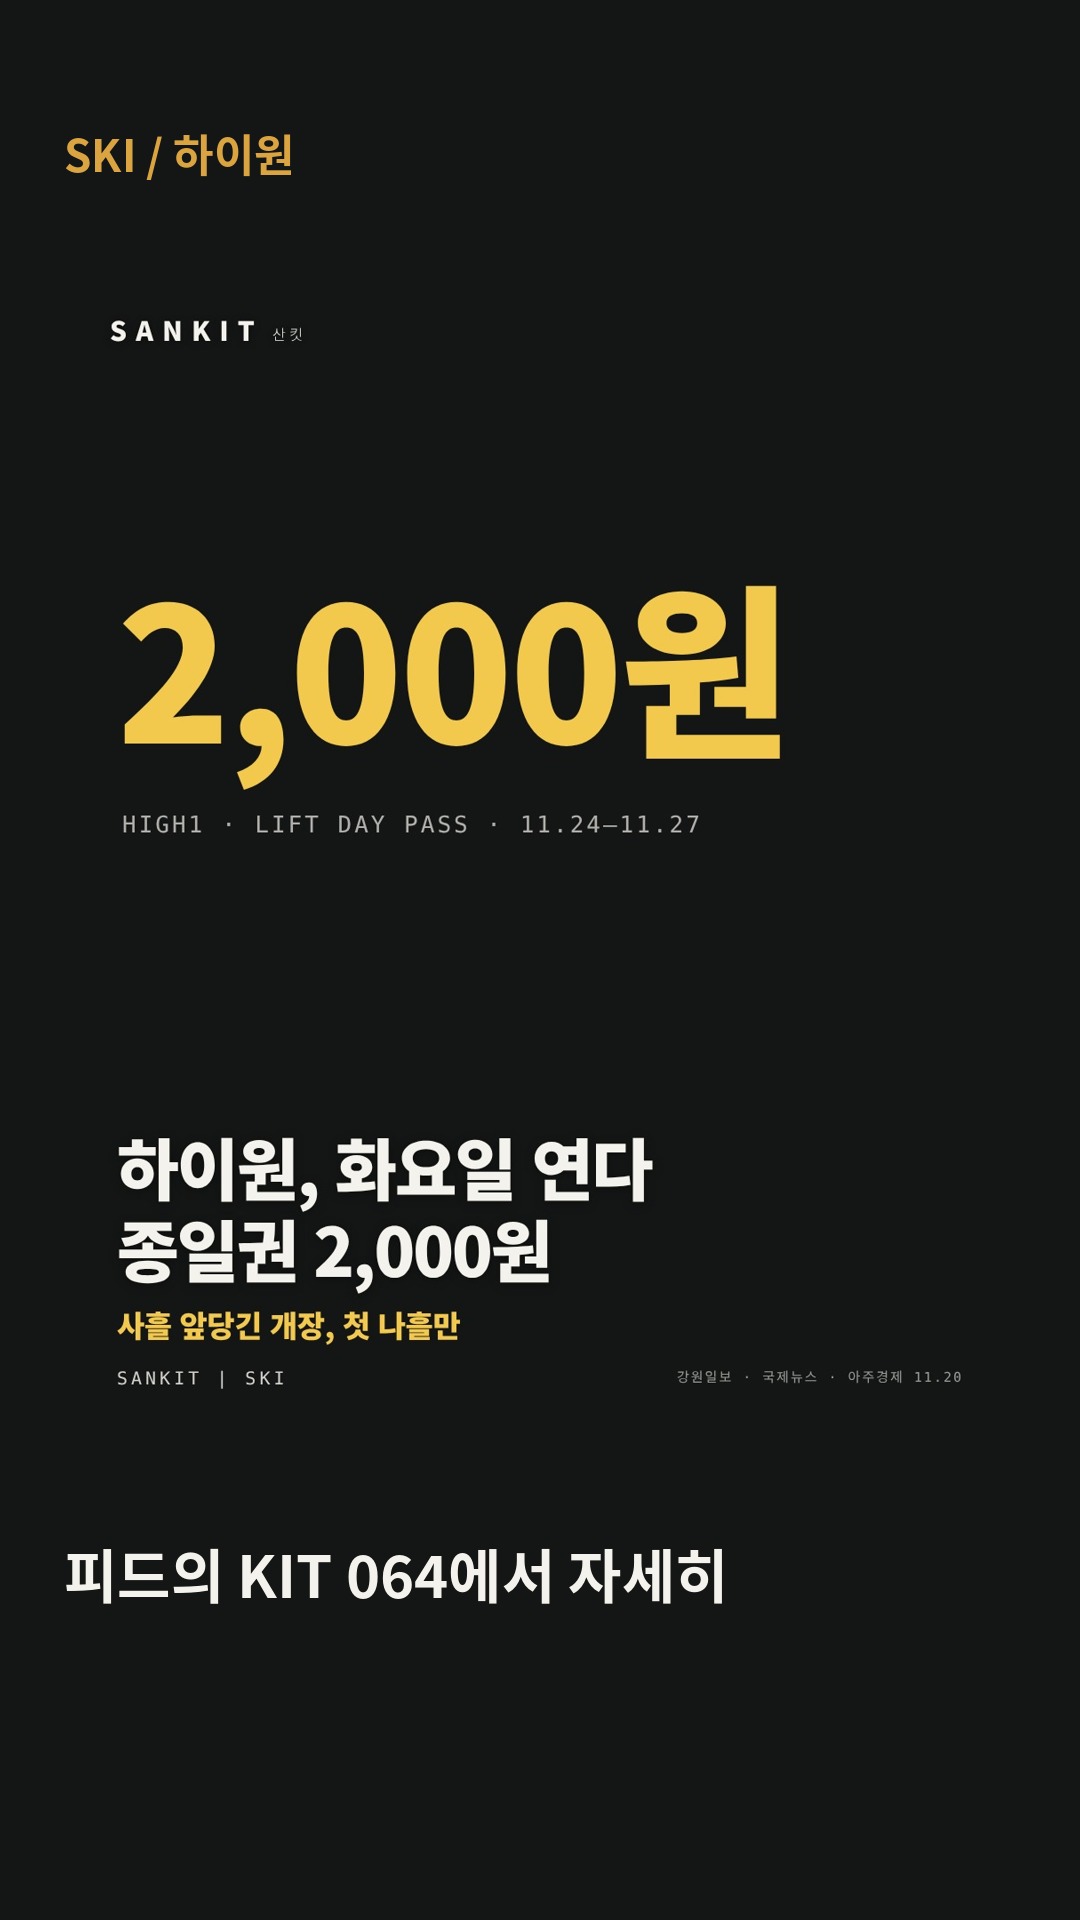 SKI / 하이원
SANKIT 산킷
2,000원
HIGH1 · LIFT DAY PASS · 11.24—11.27
하이원, 화요일 연다
종일권 2,000원
사흘 앞당긴 개장, 첫 나흘만
SANKIT | SKI
강원일보 · 국제뉴스 · 아주경제 11.20
피드의 KIT 064에서 자세히